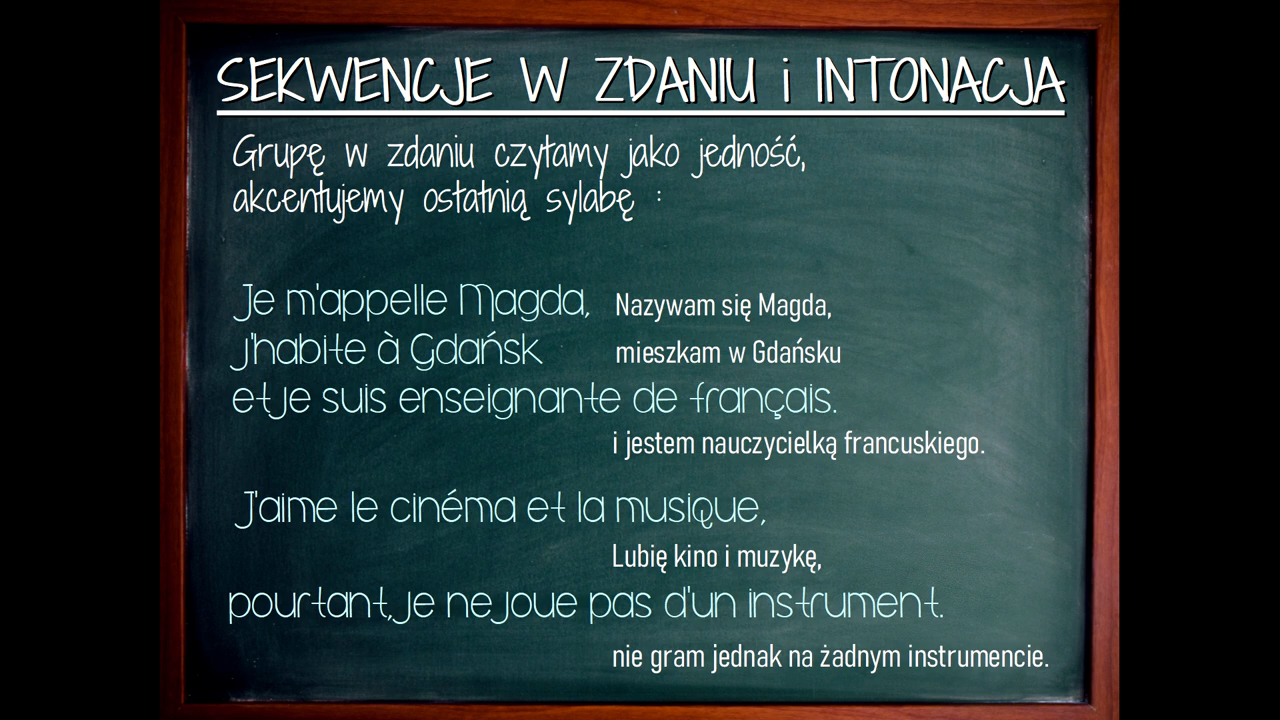 SEKWENCJE W ZDANIU i INTONACJA
Grupę w zdaniu czytamy jako jedność,
akcentujemy ostatnią sylabę :
Je m'appelle Magda, Nazywam się Magda,
j'habite à Gdańsk mieszkam w Gdańsku
et je suis enseignante de français.
i jestem nauczycielką francuskiego.
J'aime le cinéma et la musique,
Lubię kino i muzykę,
pourtant, je ne joue pas d'un instrument.
nie gram jednak na żadnym instrumencie.